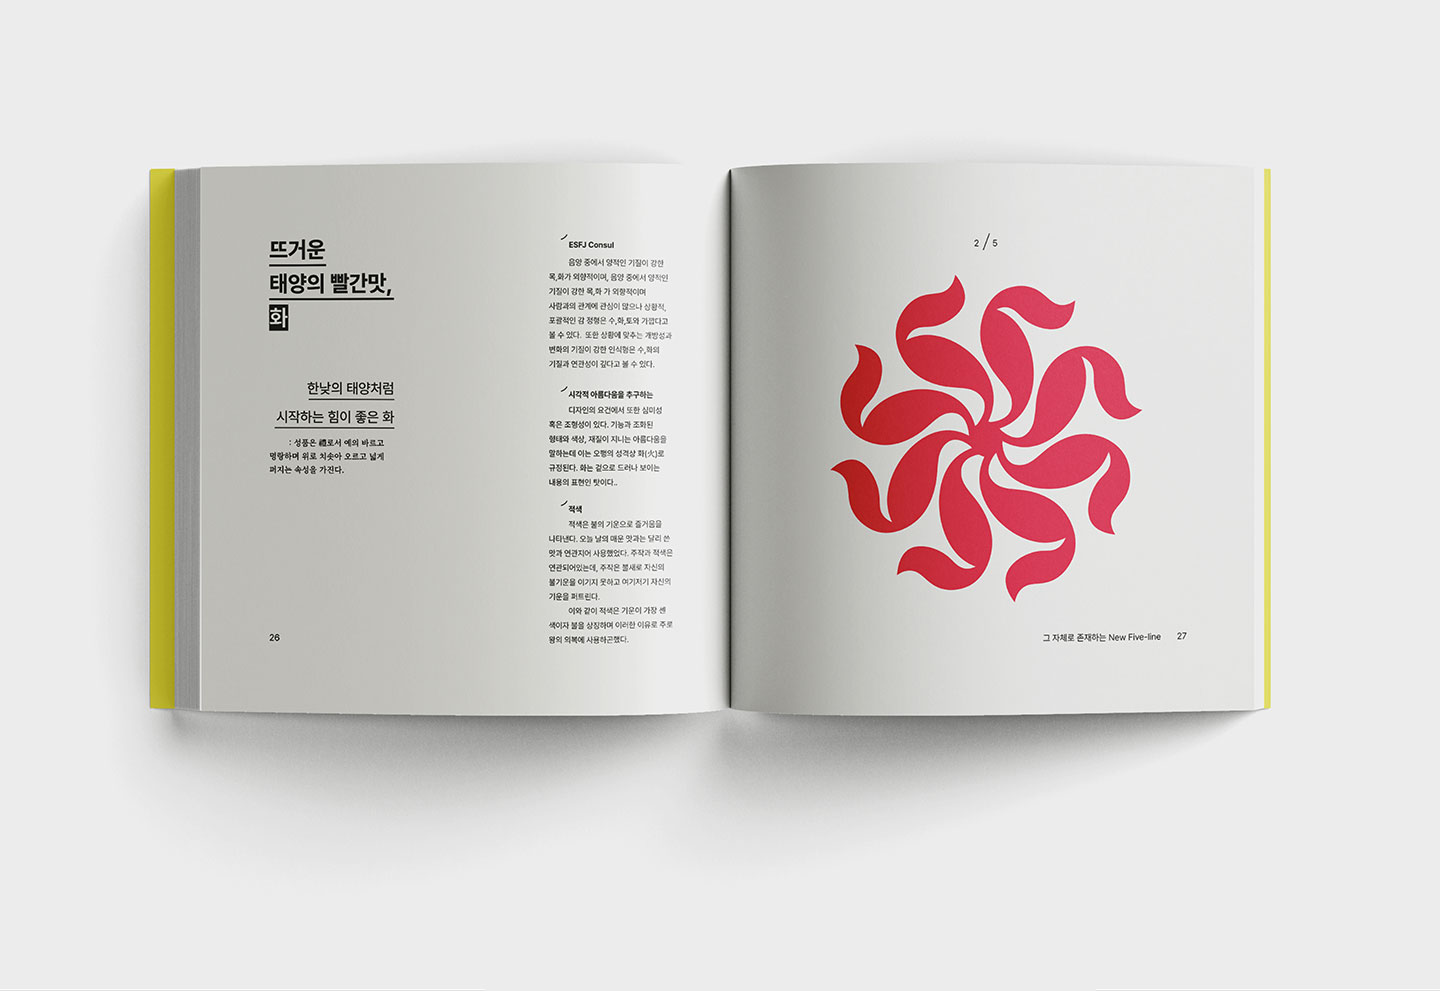 뜨거운
태양의 빨간맛,
화
한낮의 태양처럼
시작하는 힘이 좋은 화
: 성품은 禮로서 예의 바르고
명랑하며 위로 치솟아 오르고 넓게
퍼지는 속성을 가진다.
26
ESFJ Consul
음양 중에서 양적인 기질이 강한
목,화가 외향적이며, 음양 중에서 양적인
기질이 강한 목,화 가 외향적이며
사람과의 관계에 관심이 많으나 상황적,
포괄적인 감 정형은 수,화,토와 가깝다고
볼 수 있다. 또한 상황에 맞추는 개방성과
변화의 기질이 강한 인식형은 수,화의
기질과 연관성이 깊다고 볼 수 있다.
시각적 아름다움을 추구하는
디자인의 요건에서 또한 심미성
혹은 조형성이 있다. 기능과 조화된
형태와 색상, 재질이 지니는 아름다움을
말하는데 이는 오행의 성격상 화(火)로
규정된다. 화는 겉으로 드러나 보이는
내용의 표현인 탓이다..
적색
적색은 불의 기운으로 즐거움을
나타낸다. 오늘 날의 매운 맛과는 달리 쓴
맛과 연관지어 사용했었다. 주작과 적색은
연관되어있는데, 주작은 불새로 자신의
불기운을 이기지 못하고 여기저기 자신의
기운을 퍼트린다.
이와 같이 적색은 기운이 가장 센
색이자 불을 상징하며 이러한 이유로 주로
왕의 의복에 사용하곤했다.
2/5
그 자체로 존재하는 New Five-line
27